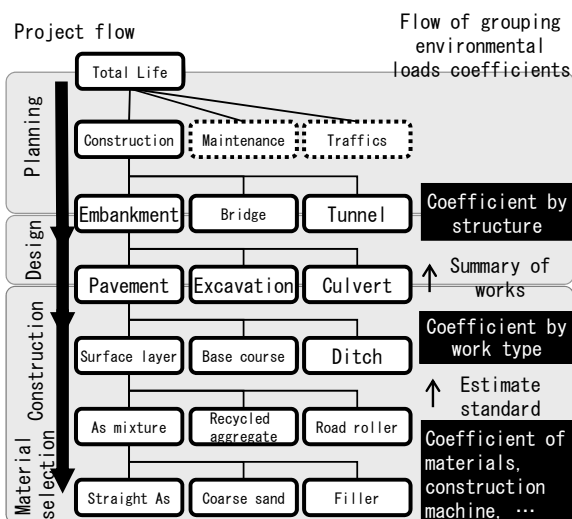 Project flow
Flow of grouping
environmental
loads coefficients
Total Life
Planning
Construction
Maintenance
Traffics
Embankment
Bridge
Tunnel
Coefficient by
structure
Design
Pavement
Excavation
Culvert
↑ Summary of
works
Construction
Surface layer
Base course
Ditch
Coefficient by
work type
↑ Estimate
standard
As mixture
Recycled
aggregate
Road roller
Material
selection
Straight As
Coarse sand
Filler
Coefficient of
materials,
construction
machine, …